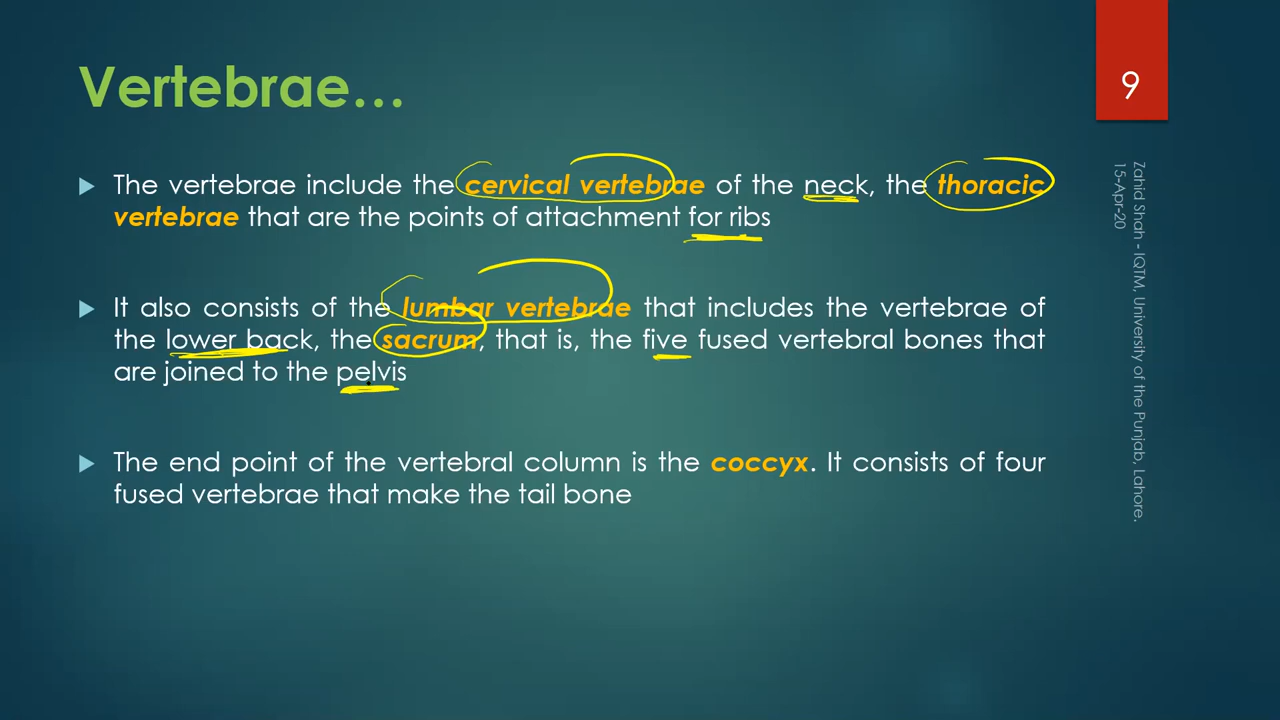 Vertebrae…
9
The vertebrae include the cervical vertebrae of the neck, the thoracic
vertebrae that are the points of attachment for ribs
It also consists of the lumbar vertebrae that includes the vertebrae of
the lower back, the sacrum, that is, the five fused vertebral bones that
are joined to the pelvis
The end point of the vertebral column is the coccyx. It consists of four
fused vertebrae that make the tail bone
Zahid Shah - IQTM, University of the Punjab, Lahore.
15-Apr-20